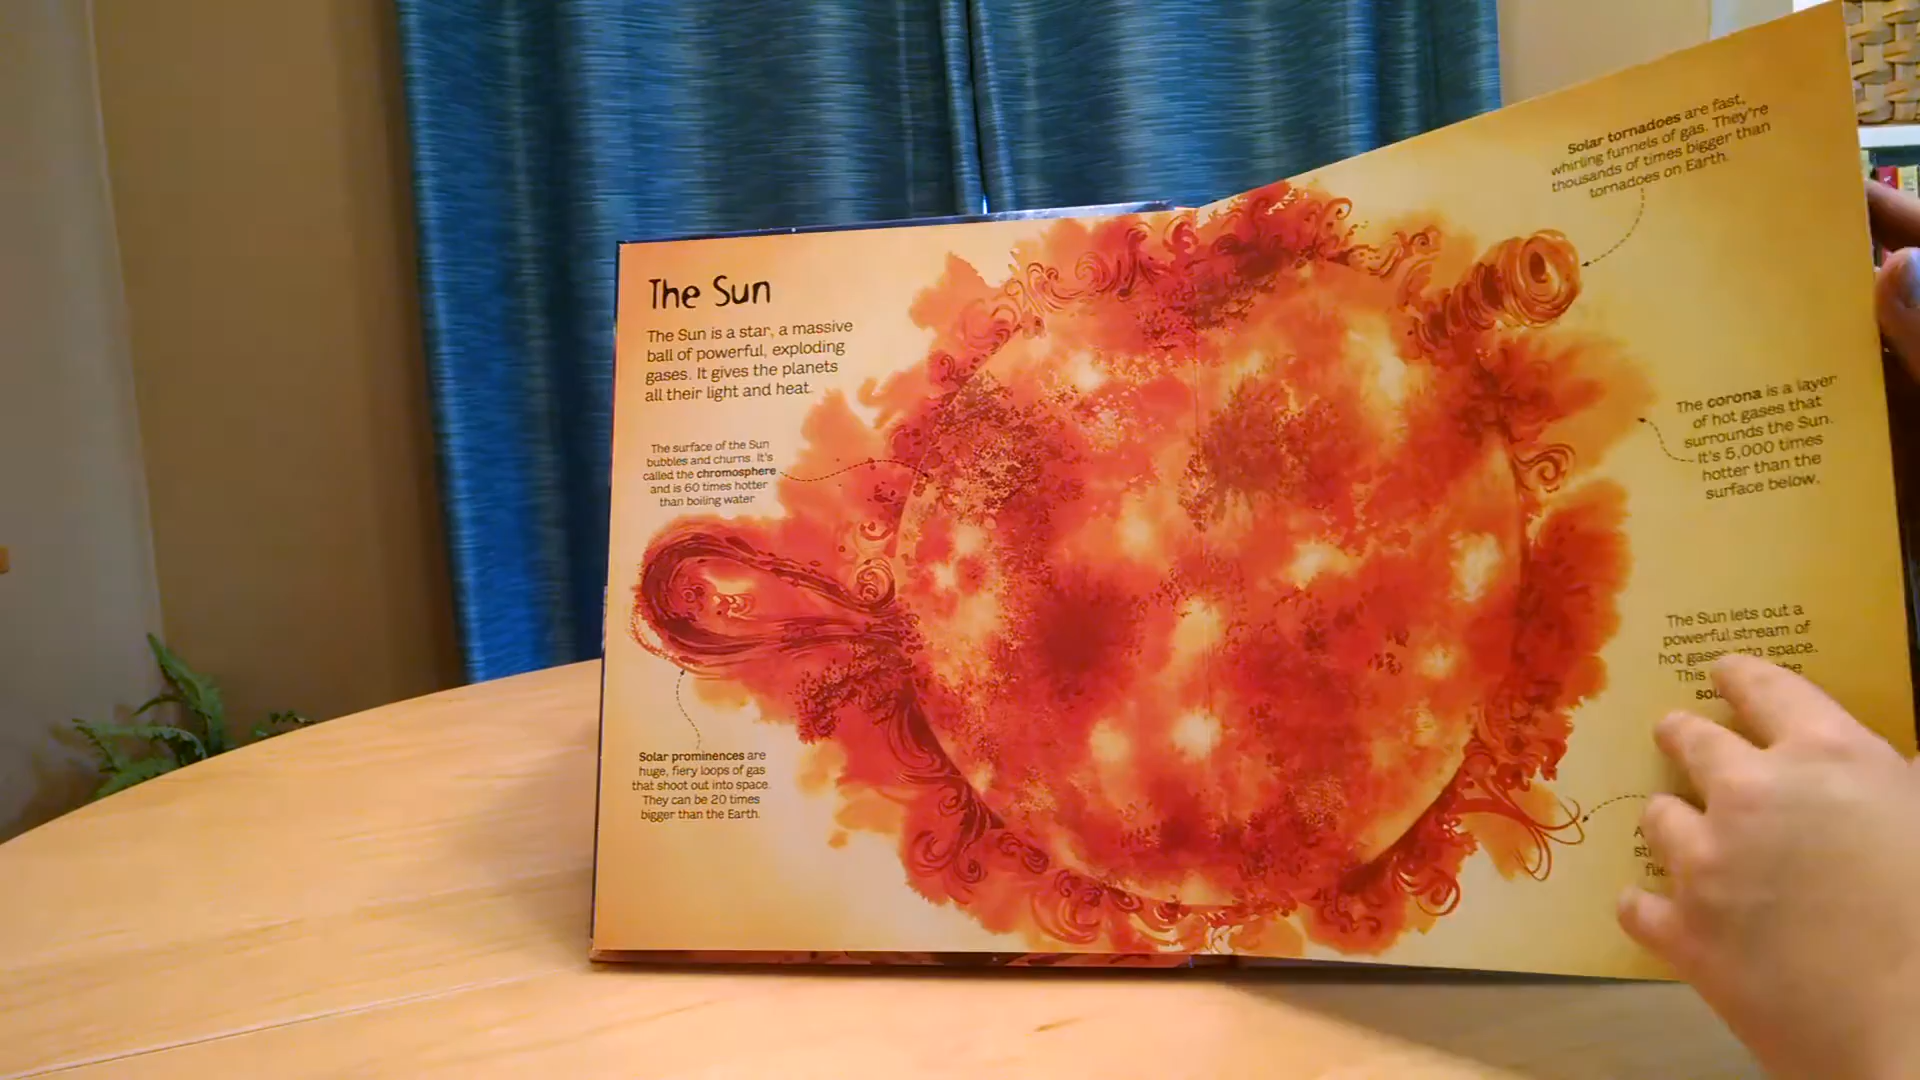 The Sun
The Sun is a star, a massive
ball of powerful, exploding
gases. It gives the planets
all their light and heat.
The surface of the Sun
bubbles and churns. It's
called the chromosphere
and is 60 times hotter
than boiling water
Solar prominences are
huge, fiery loops of gas
that shoot out into space.
They can be 20 times
bigger than the Earth.
Solar tornadoes are fast,
whirling funnels of gas. They're
thousands of times bigger than
tornadoes on Earth.
The corona is a layer
of hot gases that
surrounds the Sun.
It's 5,000 times
hotter than the
surface below.
The Sun lets out a
powerful stream of
hot gases into space.
This